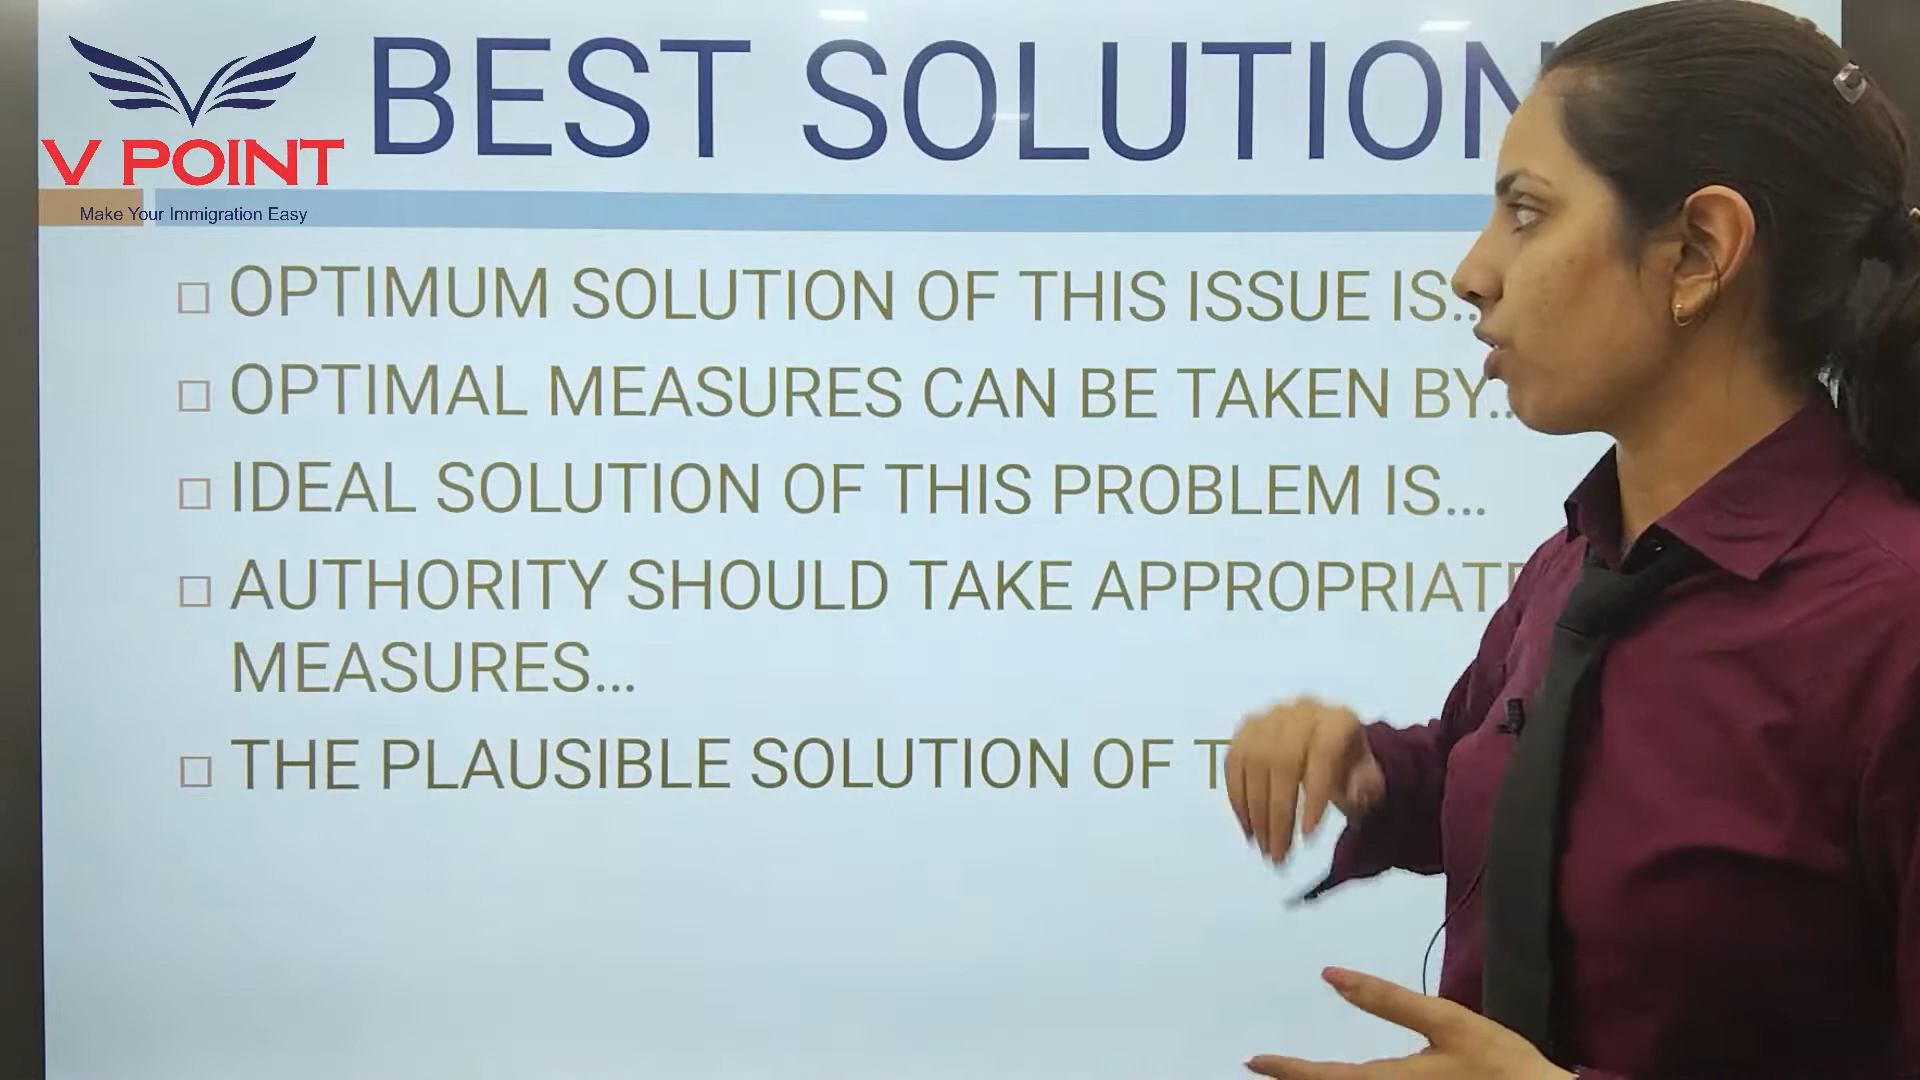 BEST SOLUTION
V POINT
Make Your Immigration Easy
OPTIMUM SOLUTION OF THIS ISSUE IS..
OPTIMAL MEASURES CAN BE TAKEN BY..
IDEAL SOLUTION OF THIS PROBLEM IS...
AUTHORITY SHOULD TAKE APPROPRIATE
MEASURES...
THE PLAUSIBLE SOLUTION OF